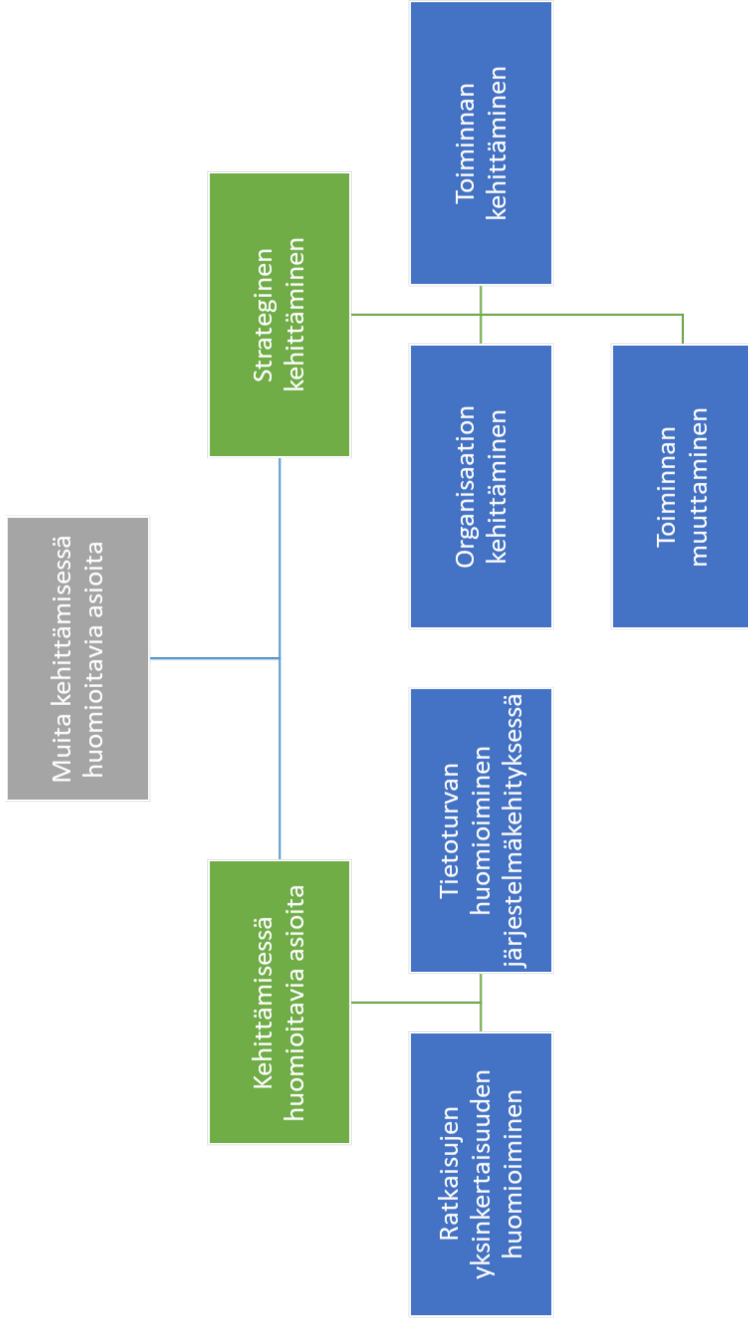 Muita kehittämisessä
huomioitavia asioita
Kehittämisessä
huomioitavia asioita
Strateginen
kehittäminen
Ratkaisujen
yksinkertaisuuden
huomioiminen
Tietoturvan
huomioiminen
järjestelmäkehityksessä
Organisaation
kehittäminen
Toiminnan
kehittäminen
Toiminnan
muuttaminen